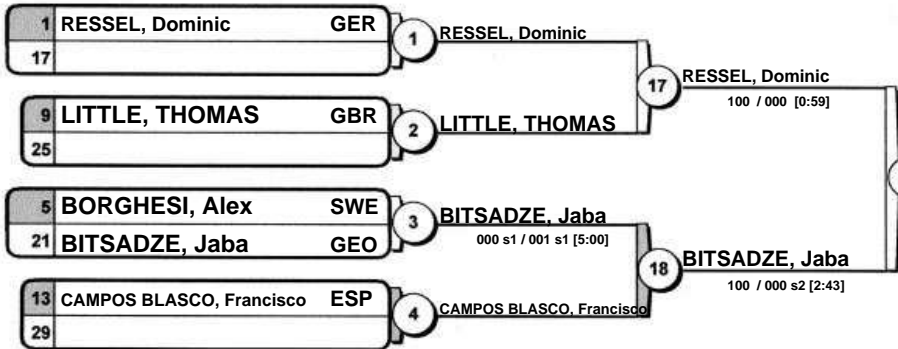 1 RESSEL, Dominic GER
17
1
RESSEL, Dominic
9 LITTLE, THOMAS GBR
25
2
LITTLE, THOMAS
17
RESSEL, Dominic
100 / 000 [0:59]
5 BORGHESI, Alex SWE
21 BITSADZE, Jaba GEO
3
BITSADZE, Jaba
000 s1 / 001 s1 [5:00]
13 CAMPOS BLASCO, Francisco ESP
29
4
CAMPOS BLASCO, Francisco
18
BITSADZE, Jaba
100 / 000 s2 [2:43]